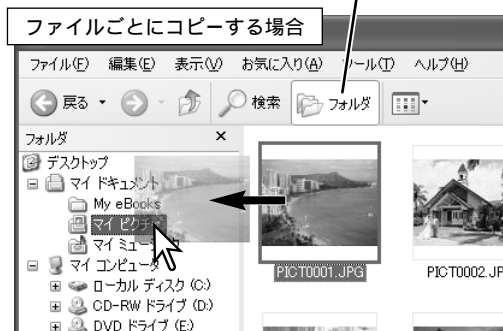 ファイルごとにコピーする場合
ファイル(F) 編集(E) 表示(V) お気に入り(A) ツール(T) ヘルプ(H)
戻る 検索 フォルダ
フォルダ ×
デスクトップ
マイ ドキュメント
My eBooks
マイ ピクチャ
マイ ミュージック
マイ コンピュータ
ローカル ディスク (C:)
CD-RW ドライブ (D:)
DVD ドライブ (E:)
PICT0001.JPG
PICT0002.JP